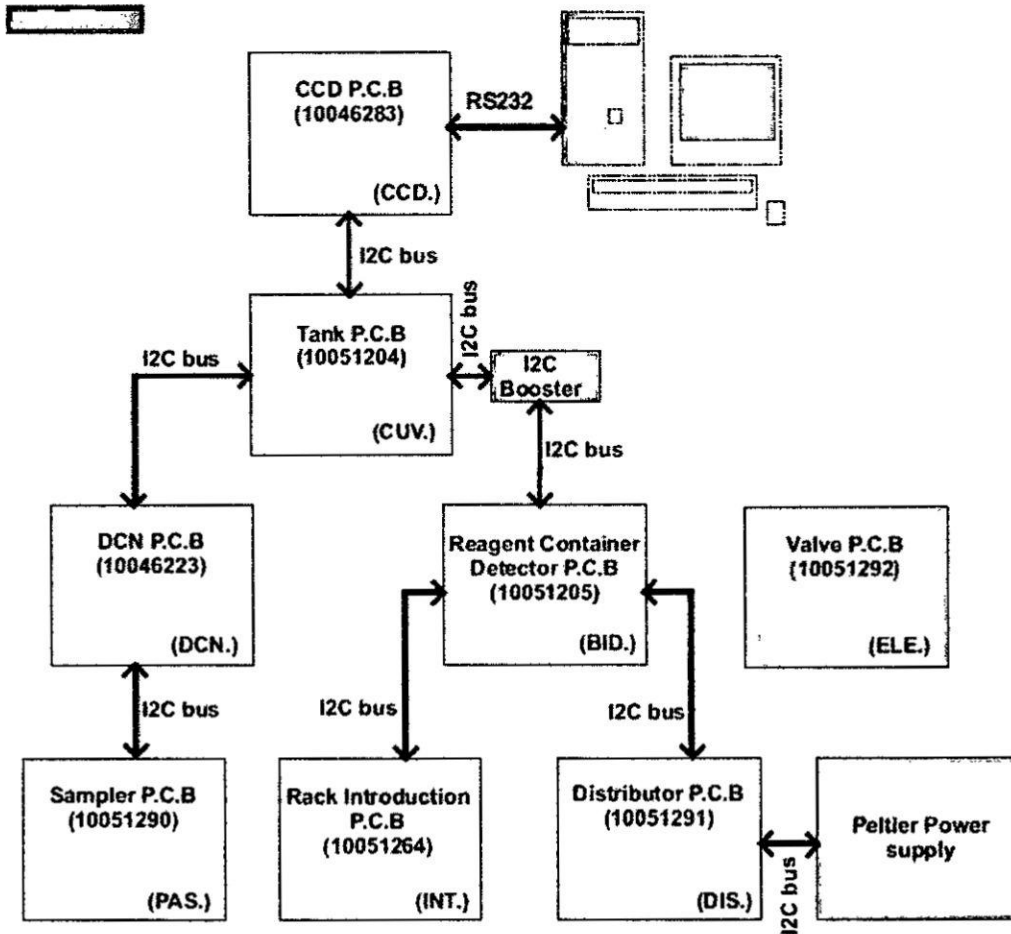 CCD P.C.B
(10046283)
(CCD.)
RS232
I2C bus
Tank P.C.B
(10051204)
(CUV.)
I2C bus
I2C bus
I2C
Booster
I2C bus
DCN P.C.B
(10046223)
(DCN.)
Reagent Container
Detector P.C.B
(10051205)
(BID.)
Valve P.C.B
(10051292)
(ELE.)
I2C bus
I2C bus
I2C bus
Sampler P.C.B
(10051290)
(PAS.)
Rack Introduction
P.C.B
(10051264)
(INT.)
Distributor P.C.B
(10051291)
(DIS.)
I2C bus
Peltier Power
supply